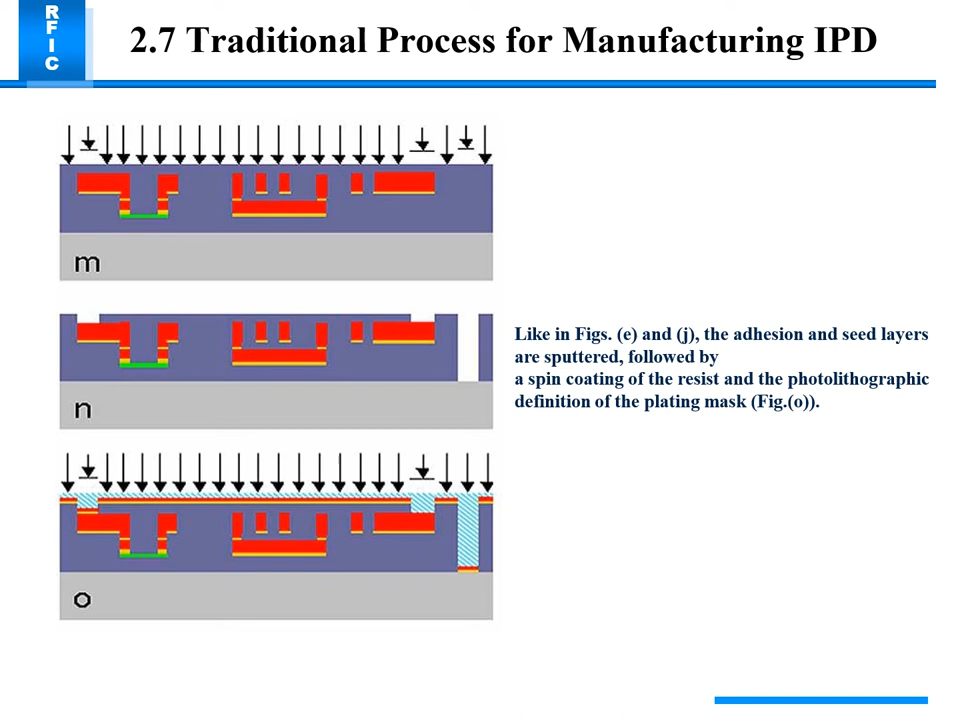 R
F
I
C
2.7 Traditional Process for Manufacturing IPD
m
n
Like in Figs. (e) and (j), the adhesion and seed layers
are sputtered, followed by
a spin coating of the resist and the photolithographic
definition of the plating mask (Fig.(o)).
o